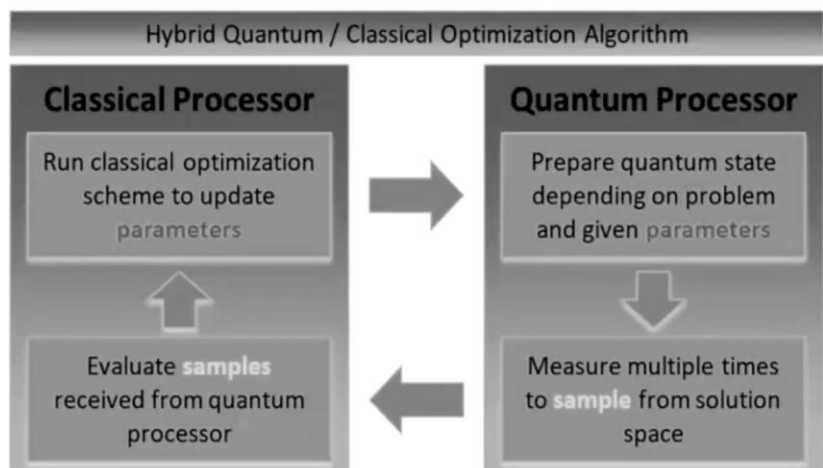 Hybrid Quantum / Classical Optimization Algorithm
Classical Processor
Run classical optimization
scheme to update
parameters
Evaluate samples
received from quantum
processor
Quantum Processor
Prepare quantum state
depending on problem
and given parameters
Measure multiple times
to sample from solution
space